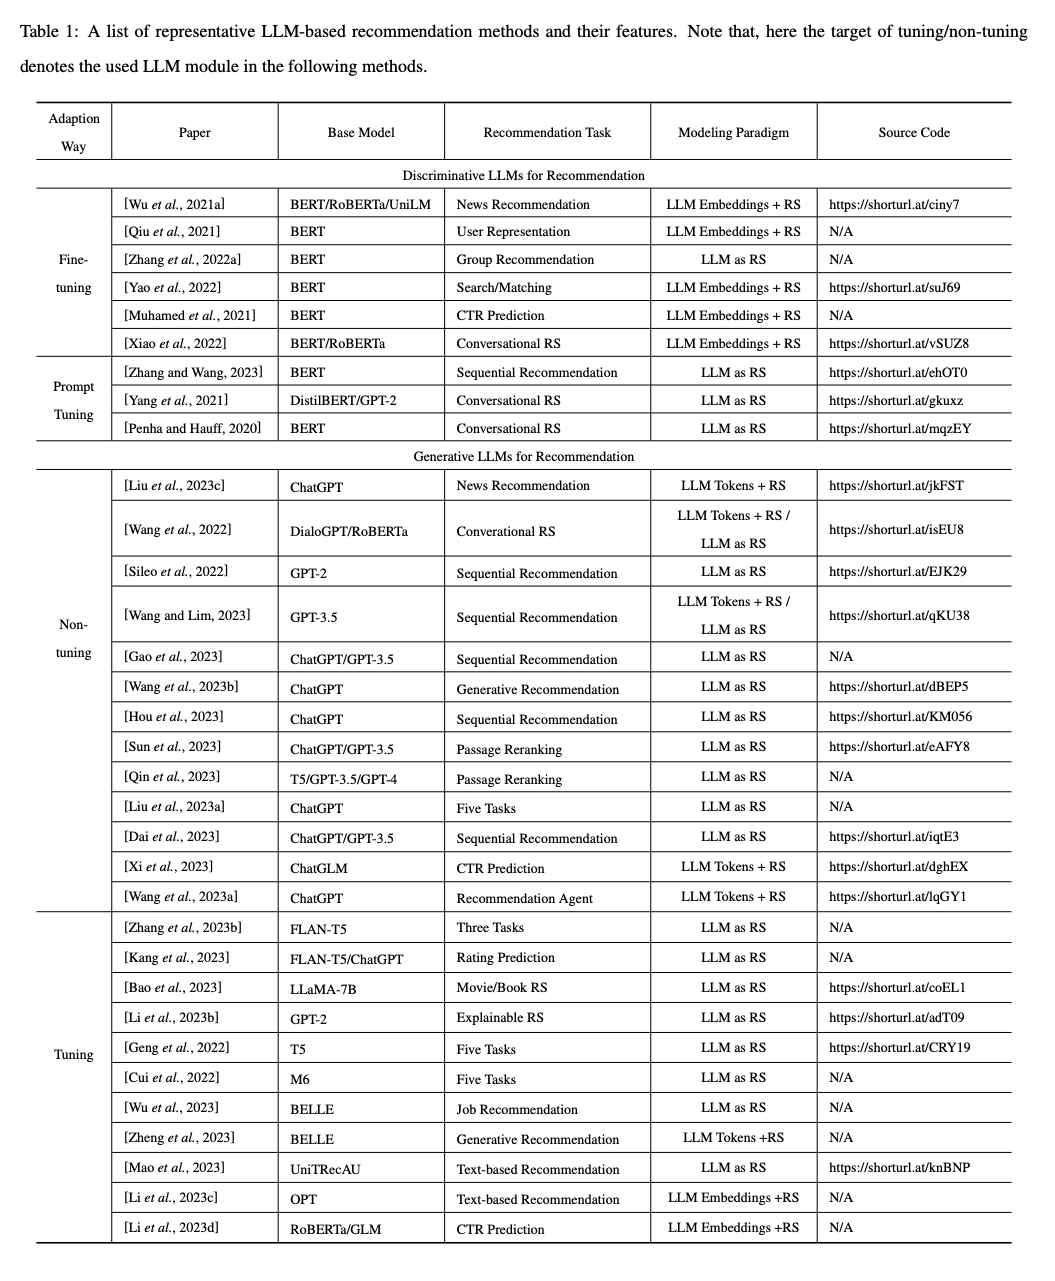 Table 1: A list of representative LLM-based recommendation methods and their features. Note that, here the target of tuning/non-tuning
denotes the used LLM module in the following methods.
Adaption Way Paper Base Model Recommendation Task Modeling Paradigm Source Code
Discriminative LLMs for Recommendation
Fine-tuning
[Wu et al., 2021a] BERT/RoBERTa/UniLM News Recommendation LLM Embeddings + RS https://shorturl.at/ciny7
[Qiu et al., 2021] BERT User Representation LLM Embeddings + RS N/A
[Zhang et al., 2022a] BERT Group Recommendation LLM as RS N/A
[Yao et al., 2022] BERT Search/Matching LLM Embeddings + RS https://shorturl.at/suJ69
[Muhamed et al., 2021] BERT CTR Prediction LLM Embeddings + RS N/A
[Xiao et al., 2022] BERT/RoBERTa Conversational RS LLM Embeddings + RS https://shorturl.at/vSUZ8
Prompt Tuning
[Zhang and Wang, 2023] BERT Sequential Recommendation LLM as RS https://shorturl.at/ehOT0
[Yang et al., 2021] DistilBERT/GPT-2 Conversational RS LLM as RS https://shorturl.at/gkuxz
[Penha and Hauff, 2020] BERT Conversational RS LLM as RS https://shorturl.at/mqzEY
Generative LLMs for Recommendation
Non-tuning
[Liu et al., 2023c] ChatGPT News Recommendation LLM Tokens + RS https://shorturl.at/jkFST
[Wang et al., 2022] DialoGPT/RoBERTa Converational RS LLM Tokens + RS / LLM as RS https://shorturl.at/isEU8
[Sileo et al., 2022] GPT-2 Sequential Recommendation LLM as RS https://shorturl.at/EJK29
[Wang and Lim, 2023] GPT-3.5 Sequential Recommendation LLM Tokens + RS / LLM as RS https://shorturl.at/qKU38
[Gao et al., 2023] ChatGPT/GPT-3.5 Sequential Recommendation LLM as RS N/A
[Wang et al., 2023b] ChatGPT Generative Recommendation LLM as RS https://shorturl.at/dBEP5
[Hou et al., 2023] ChatGPT Sequential Recommendation LLM as RS https://shorturl.at/KM056
[Sun et al., 2023] ChatGPT/GPT-3.5 Passage Reranking LLM as RS https://shorturl.at/eAFY8
[Qin et al., 2023] T5/GPT-3.5/GPT-4 Passage Reranking LLM as RS N/A
[Liu et al., 2023a] ChatGPT Five Tasks LLM as RS N/A
[Dai et al., 2023] ChatGPT/GPT-3.5 Sequential Recommendation LLM as RS https://shorturl.at/iqtE3
[Xi et al., 2023] ChatGLM CTR Prediction LLM Tokens + RS https://shorturl.at/dghEX
[Wang et al., 2023a] ChatGPT Recommendation Agent LLM Tokens + RS https://shorturl.at/lqGY1
Tuning
[Zhang et al., 2023b] FLAN-T5 Three Tasks LLM as RS N/A
[Kang et al., 2023] FLAN-T5/ChatGPT Rating Prediction LLM as RS N/A
[Bao et al., 2023] LLaMA-7B Movie/Book RS LLM as RS https://shorturl.at/coEL1
[Li et al., 2023b] GPT-2 Explainable RS LLM as RS https://shorturl.at/adT09
[Geng et al., 2022] T5 Five Tasks LLM as RS https://shorturl.at/CRY19
[Cui et al., 2022] M6 Five Tasks LLM as RS N/A
[Wu et al., 2023] BELLE Job Recommendation LLM as RS N/A
[Zheng et al., 2023] BELLE Generative Recommendation LLM Tokens +RS N/A
[Mao et al., 2023] UniTRecAU Text-based Recommendation LLM as RS https://shorturl.at/knBNP
[Li et al., 2023c] OPT Text-based Recommendation LLM Embeddings +RS N/A
[Li et al., 2023d] RoBERTa/GLM CTR Prediction LLM Embeddings +RS N/A